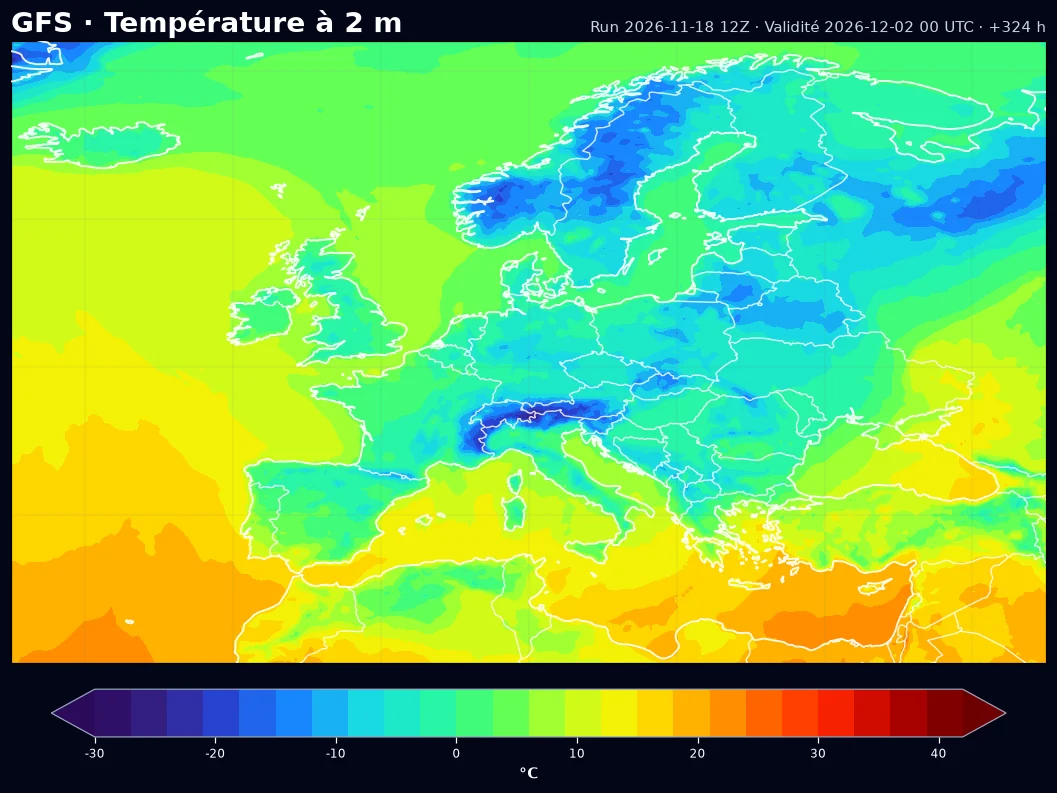 GFS · Température à 2 m
Run 2026-11-18 12Z · Validité 2026-12-02 00 UTC · +324 h
-30 -20 -10 0 10 20 30 40
°C